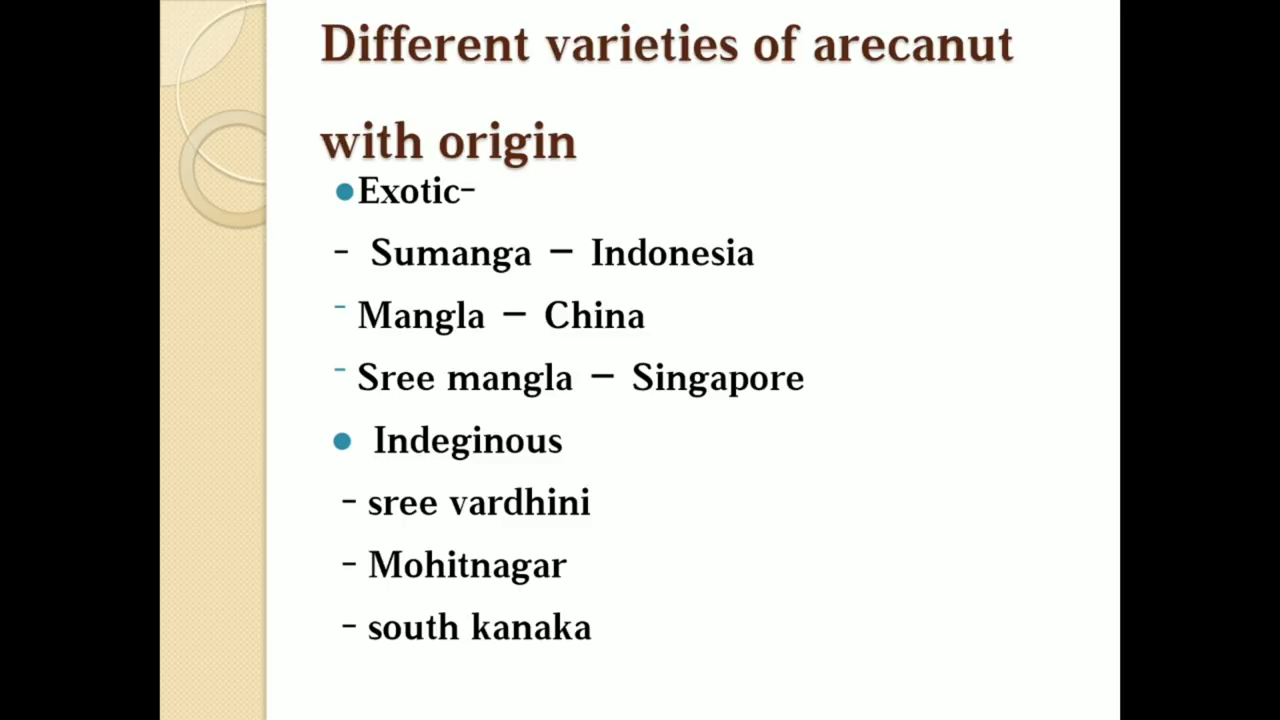 Different varieties of arecanut
with origin
•Exotic-
- Sumanga – Indonesia
- Mangla – China
- Sree mangla – Singapore
• Indeginous
- sree vardhini
- Mohitnagar
- south kanaka